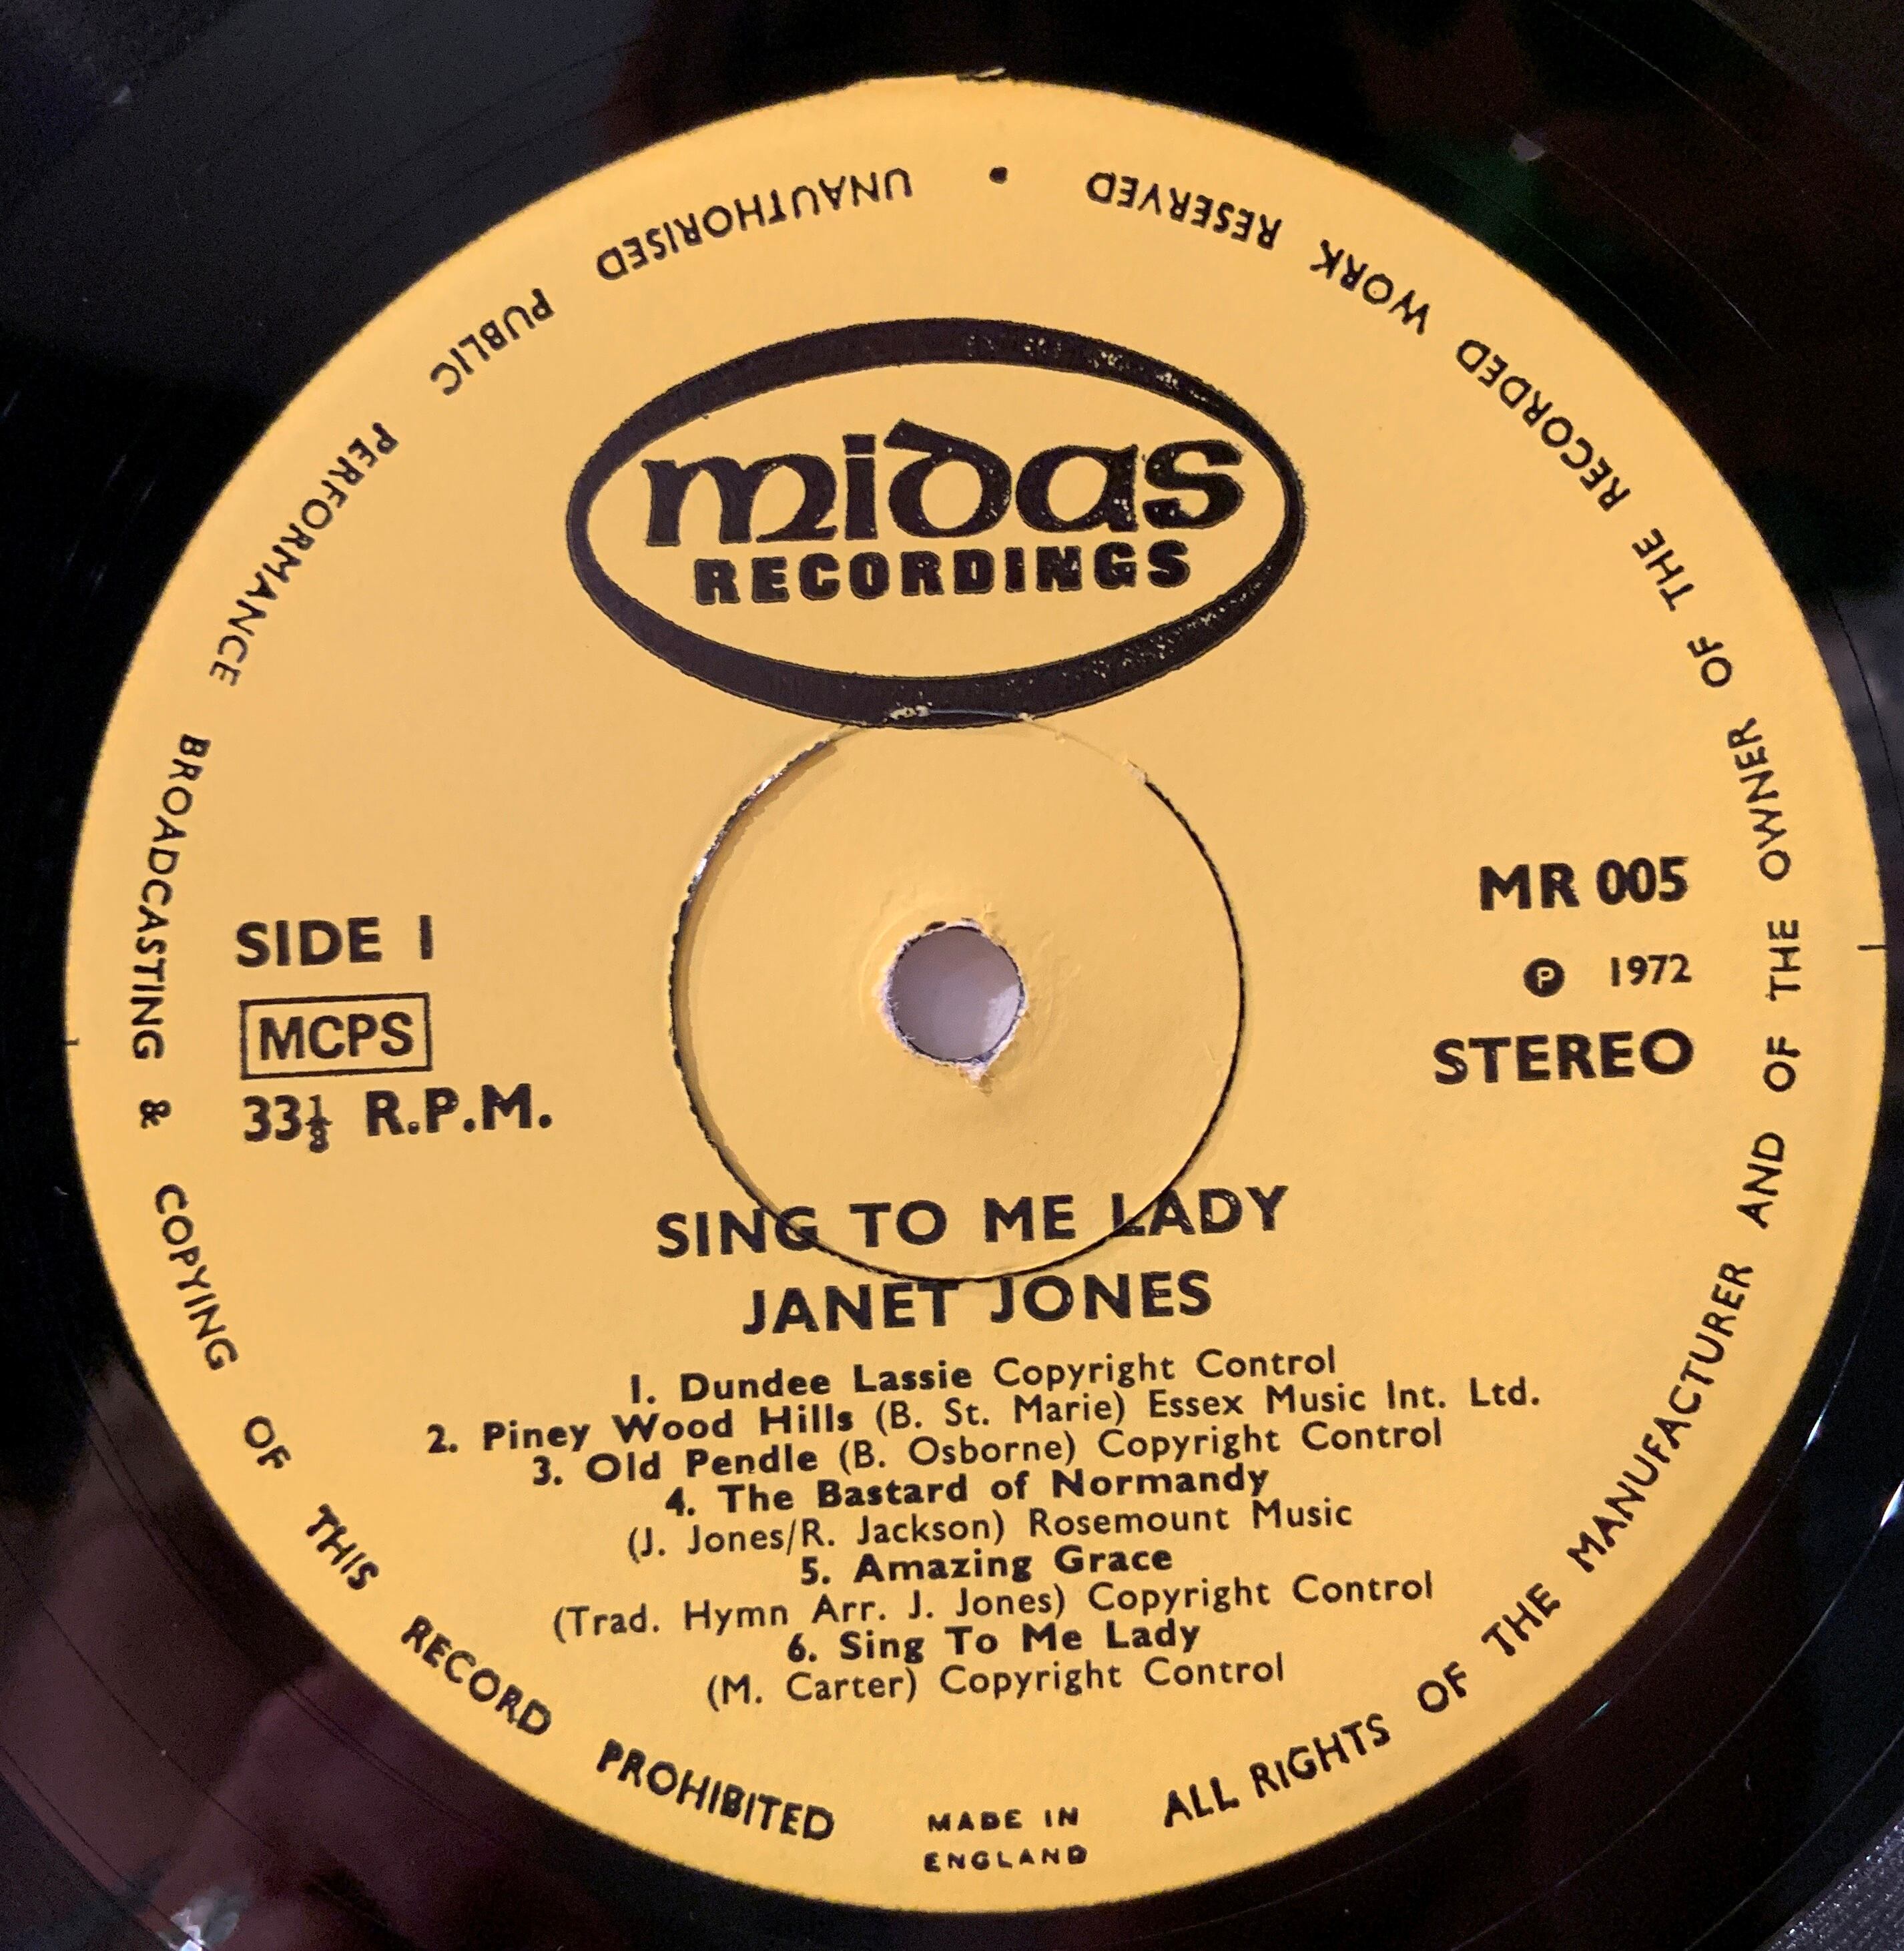 UNAUTHORISED PUBLIC PERFORMANCE BROADCASTING & COPYING OF THIS RECORD PROHIBITED
ALL RIGHTS OF THE MANUFACTURER AND OF THE OWNER OF THE RECORDED WORK RESERVED •
midas
RECORDINGS
SIDE 1
MCPS
33⅓ R.P.M.
MR 005
℗ 1972
STEREO
SING TO ME LADY
JANET JONES
1. Dundee Lassie Copyright Control
2. Piney Wood Hills (B. St. Marie) Essex Music Int. Ltd.
3. Old Pendle (B. Osborne) Copyright Control
4. The Bastard of Normandy
(J. Jones/R. Jackson) Rosemount Music
5. Amazing Grace
(Trad. Hymn Arr. J. Jones) Copyright Control
6. Sing To Me Lady
(M. Carter) Copyright Control
MADE IN
ENGLAND